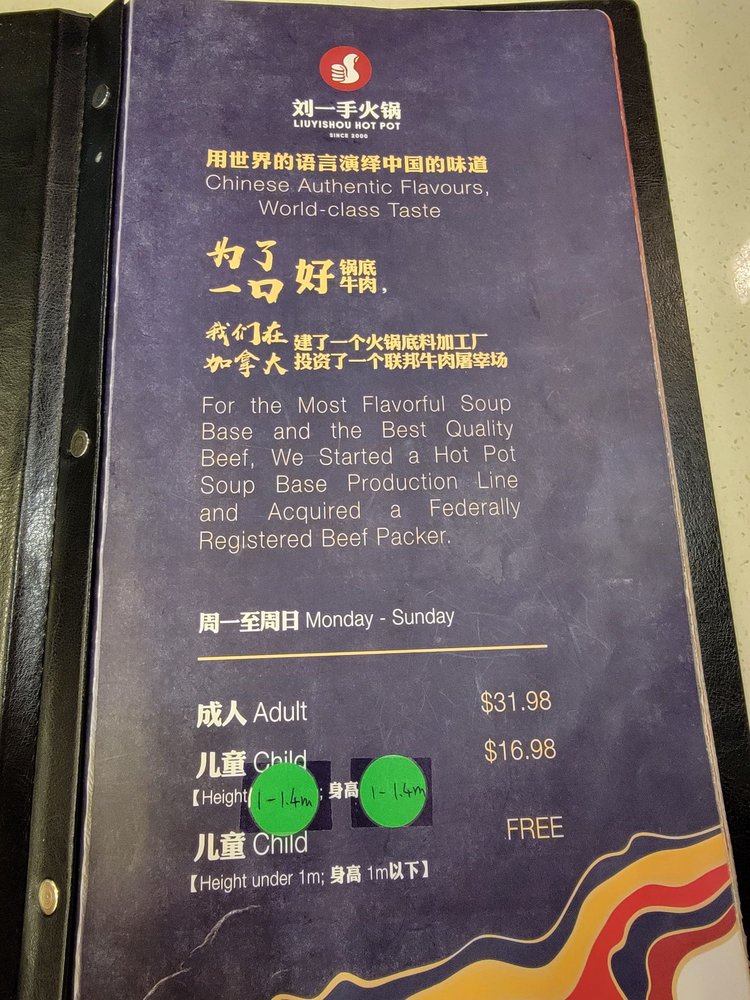 刘一手火锅
LIUYISHOU HOT POT
SINCE 2000
用世界的语言演绎中国的味道
Chinese Authentic Flavours,
World-class Taste
为了
一口
好
锅底
牛肉，
我们在
加拿大
建了一个火锅底料加工厂
投资了一个联邦牛肉屠宰场
For the Most Flavorful Soup
Base and the Best Quality
Beef, We Started a Hot Pot
Soup Base Production Line
and Acquired a Federally
Registered Beef Packer.
周一至周日 Monday - Sunday
成人 Adult $31.98
儿童 Child $16.98
【Height 1-1.4m; 身高 1-1.4m
儿童 Child FREE
【Height under 1m; 身高 1m以下】